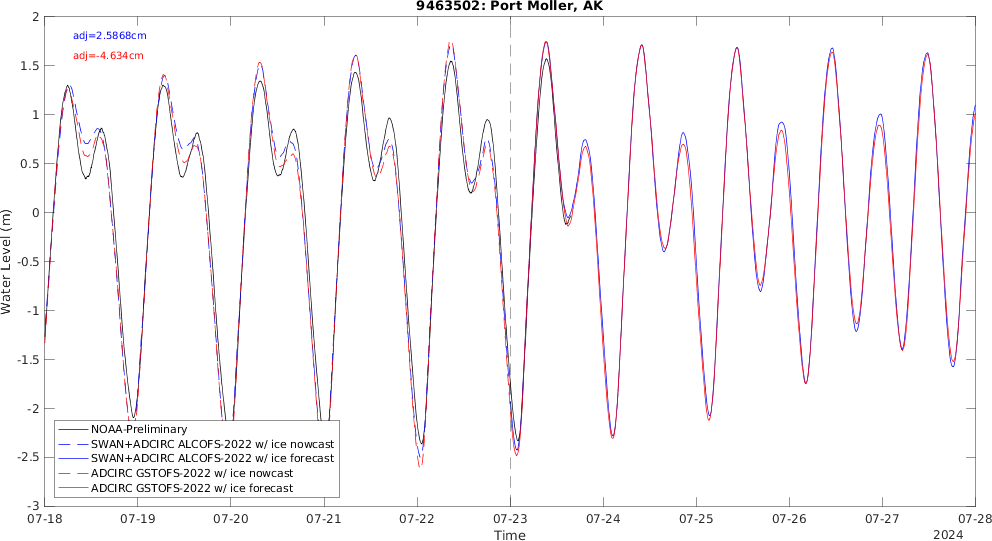 9463502: Port Moller, AK
adj=2.5868cm
adj=-4.634cm
Water Level (m)
2
1.5
1
0.5
0
-0.5
-1
-1.5
-2
-2.5
-3
NOAA-Preliminary
SWAN+ADCIRC ALCOFS-2022 w/ ice nowcast
SWAN+ADCIRC ALCOFS-2022 w/ ice forecast
ADCIRC GSTOFS-2022 w/ ice nowcast
ADCIRC GSTOFS-2022 w/ ice forecast
07-18 07-19 07-20 07-21 07-22 07-23 07-24 07-25 07-26 07-27 07-28
Time
2024